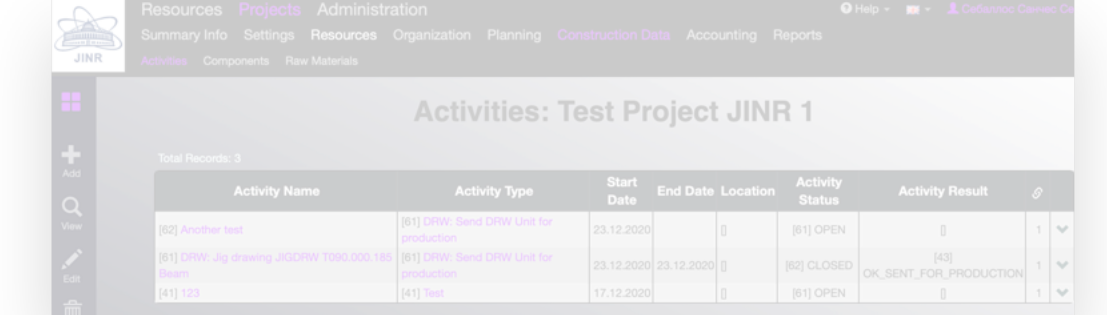 Resources Projects Administration
Help
Summary Info Settings Resources Organization Planning Construction Data Accounting Reports
JINR
Activities Components Raw Materials
Activities: Test Project JINR 1
Total Records: 3
Add
View
Edit
Activity Name Activity Type Start Date End Date Location Activity Status Activity Result
[62] Another test [61] DRW: Send DRW Unit for production 23.12.2020 [] [61] OPEN [] 1
[61] DRW: Jig drawing JIGDRW T090.000.185 Beam [61] DRW: Send DRW Unit for production 23.12.2020 23.12.2020 [] [62] CLOSED [43] OK_SENT_FOR_PRODUCTION 1
[41] 123 [41] Test 17.12.2020 [] [61] OPEN [] 1